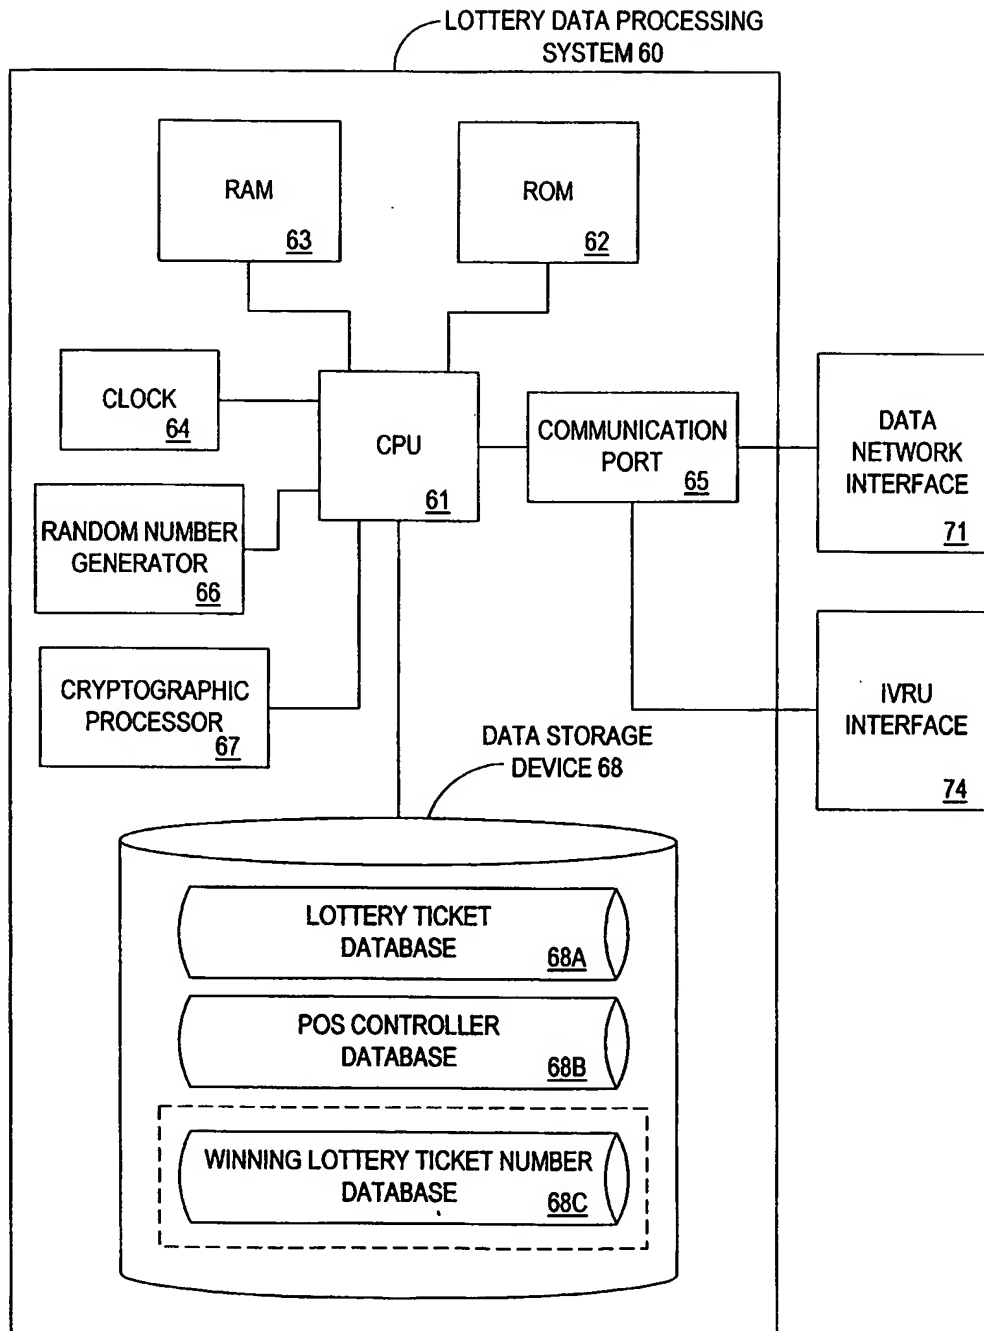 LOTTERY DATA PROCESSING
SYSTEM 60
RAM
63
ROM
62
CLOCK
64
CPU
61
COMMUNICATION
PORT
65
DATA
NETWORK
INTERFACE
71
RANDOM NUMBER
GENERATOR
66
CRYPTOGRAPHIC
PROCESSOR
67
IVRU
INTERFACE
74
DATA STORAGE
DEVICE 68
LOTTERY TICKET
DATABASE
68A
POS CONTROLLER
DATABASE
68B
WINNING LOTTERY TICKET NUMBER
DATABASE
68C